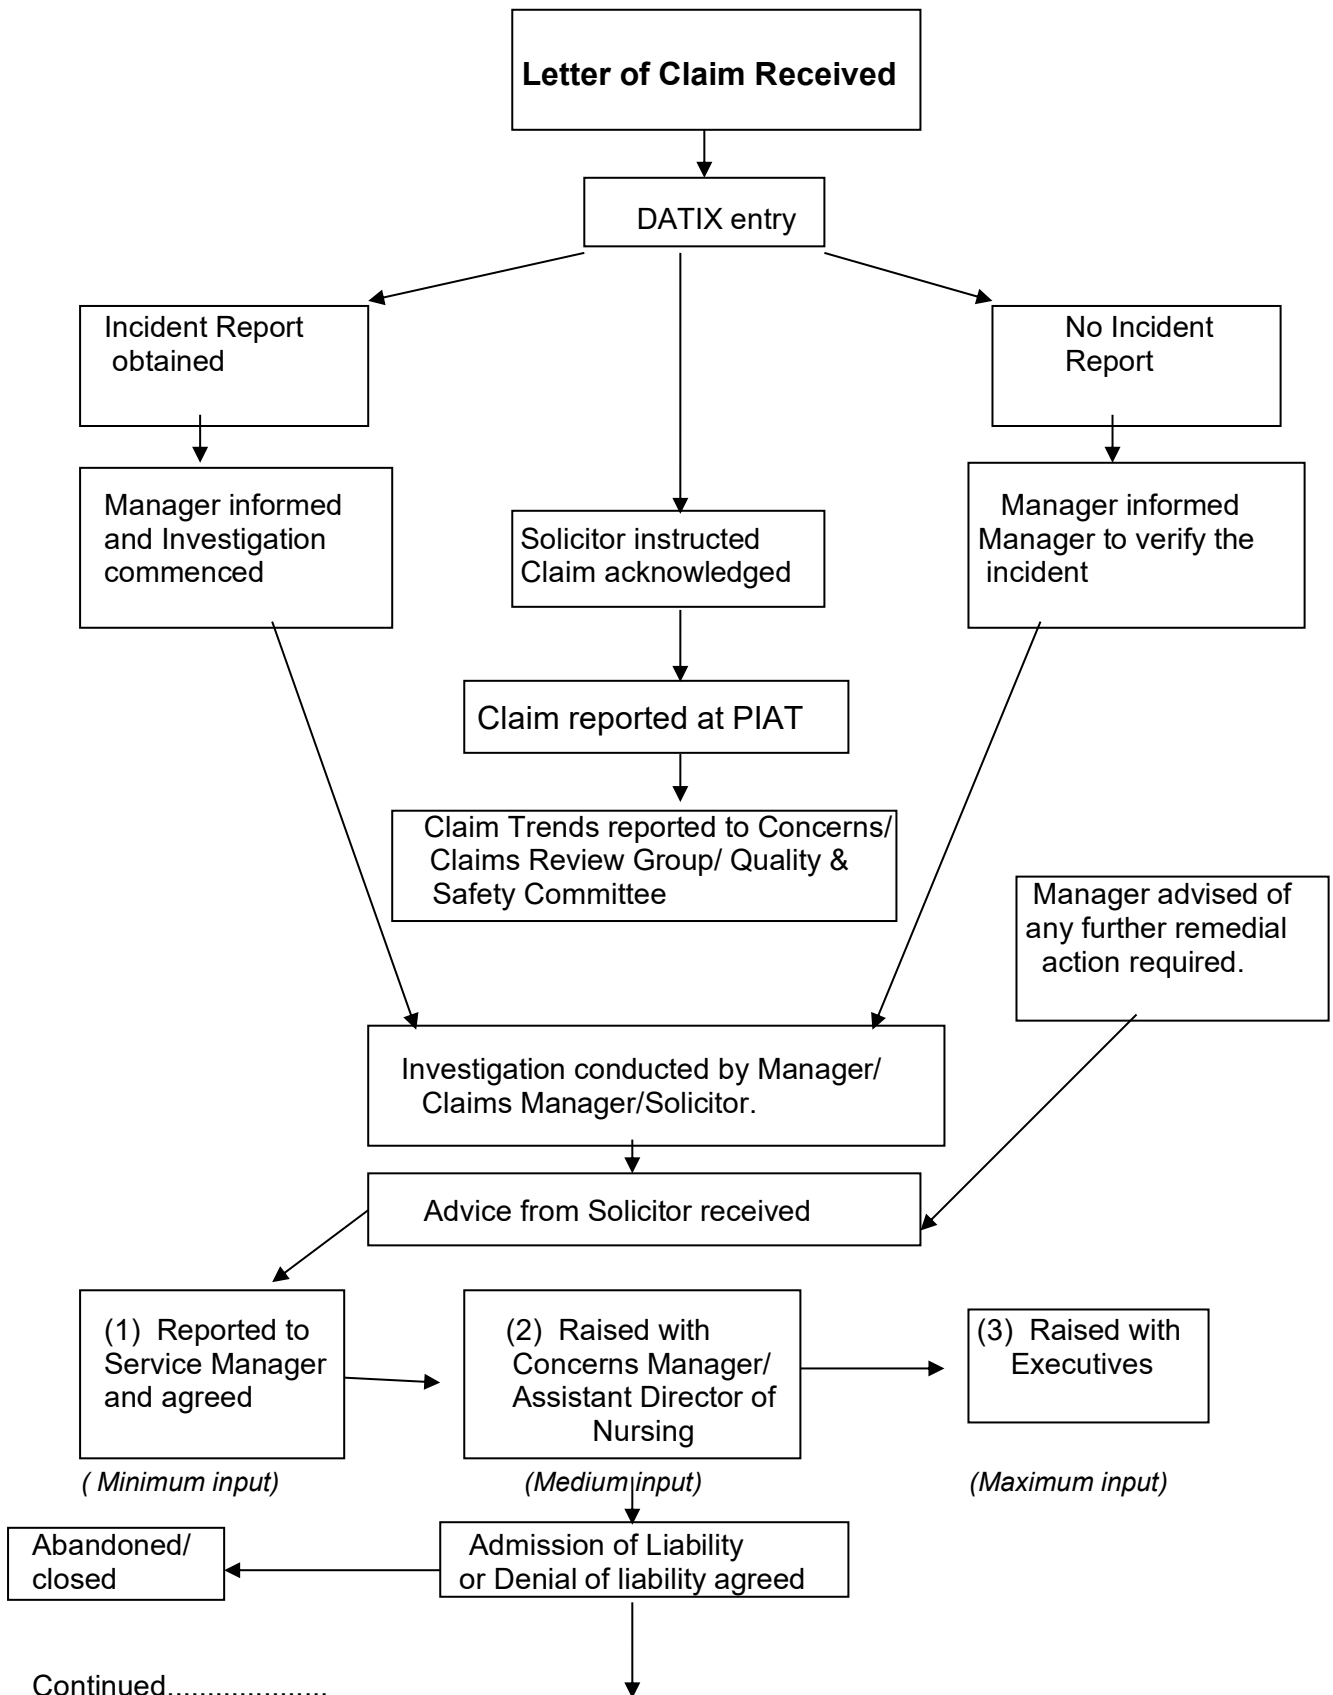 Letter of Claim Received
DATIX entry
Incident Report
obtained
No Incident
Report
Manager informed
and Investigation
commenced
Solicitor instructed
Claim acknowledged
Manager informed
Manager to verify the
incident
Claim reported at PIAT
Claim Trends reported to Concerns/
Claims Review Group/ Quality &
Safety Committee
Manager advised of
any further remedial
action required.
Investigation conducted by Manager/
Claims Manager/Solicitor.
Advice from Solicitor received
(1) Reported to
Service Manager
and agreed
(2) Raised with
Concerns Manager/
Assistant Director of
Nursing
(3) Raised with
Executives
( Minimum input)
(Medium input)
(Maximum input)
Abandoned/
closed
Admission of Liability
or Denial of liability agreed
Continued....................